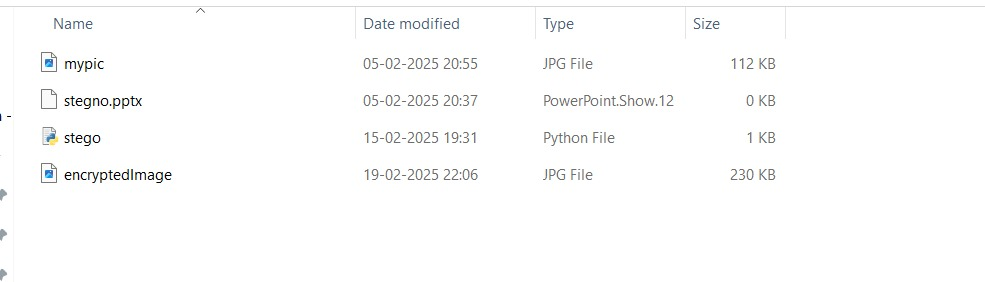 Name Date modified Type Size
mypic 05-02-2025 20:55 JPG File 112 KB
stegno.pptx 05-02-2025 20:37 PowerPoint.Show.12 0 KB
stego 15-02-2025 19:31 Python File 1 KB
encryptedImage 19-02-2025 22:06 JPG File 230 KB